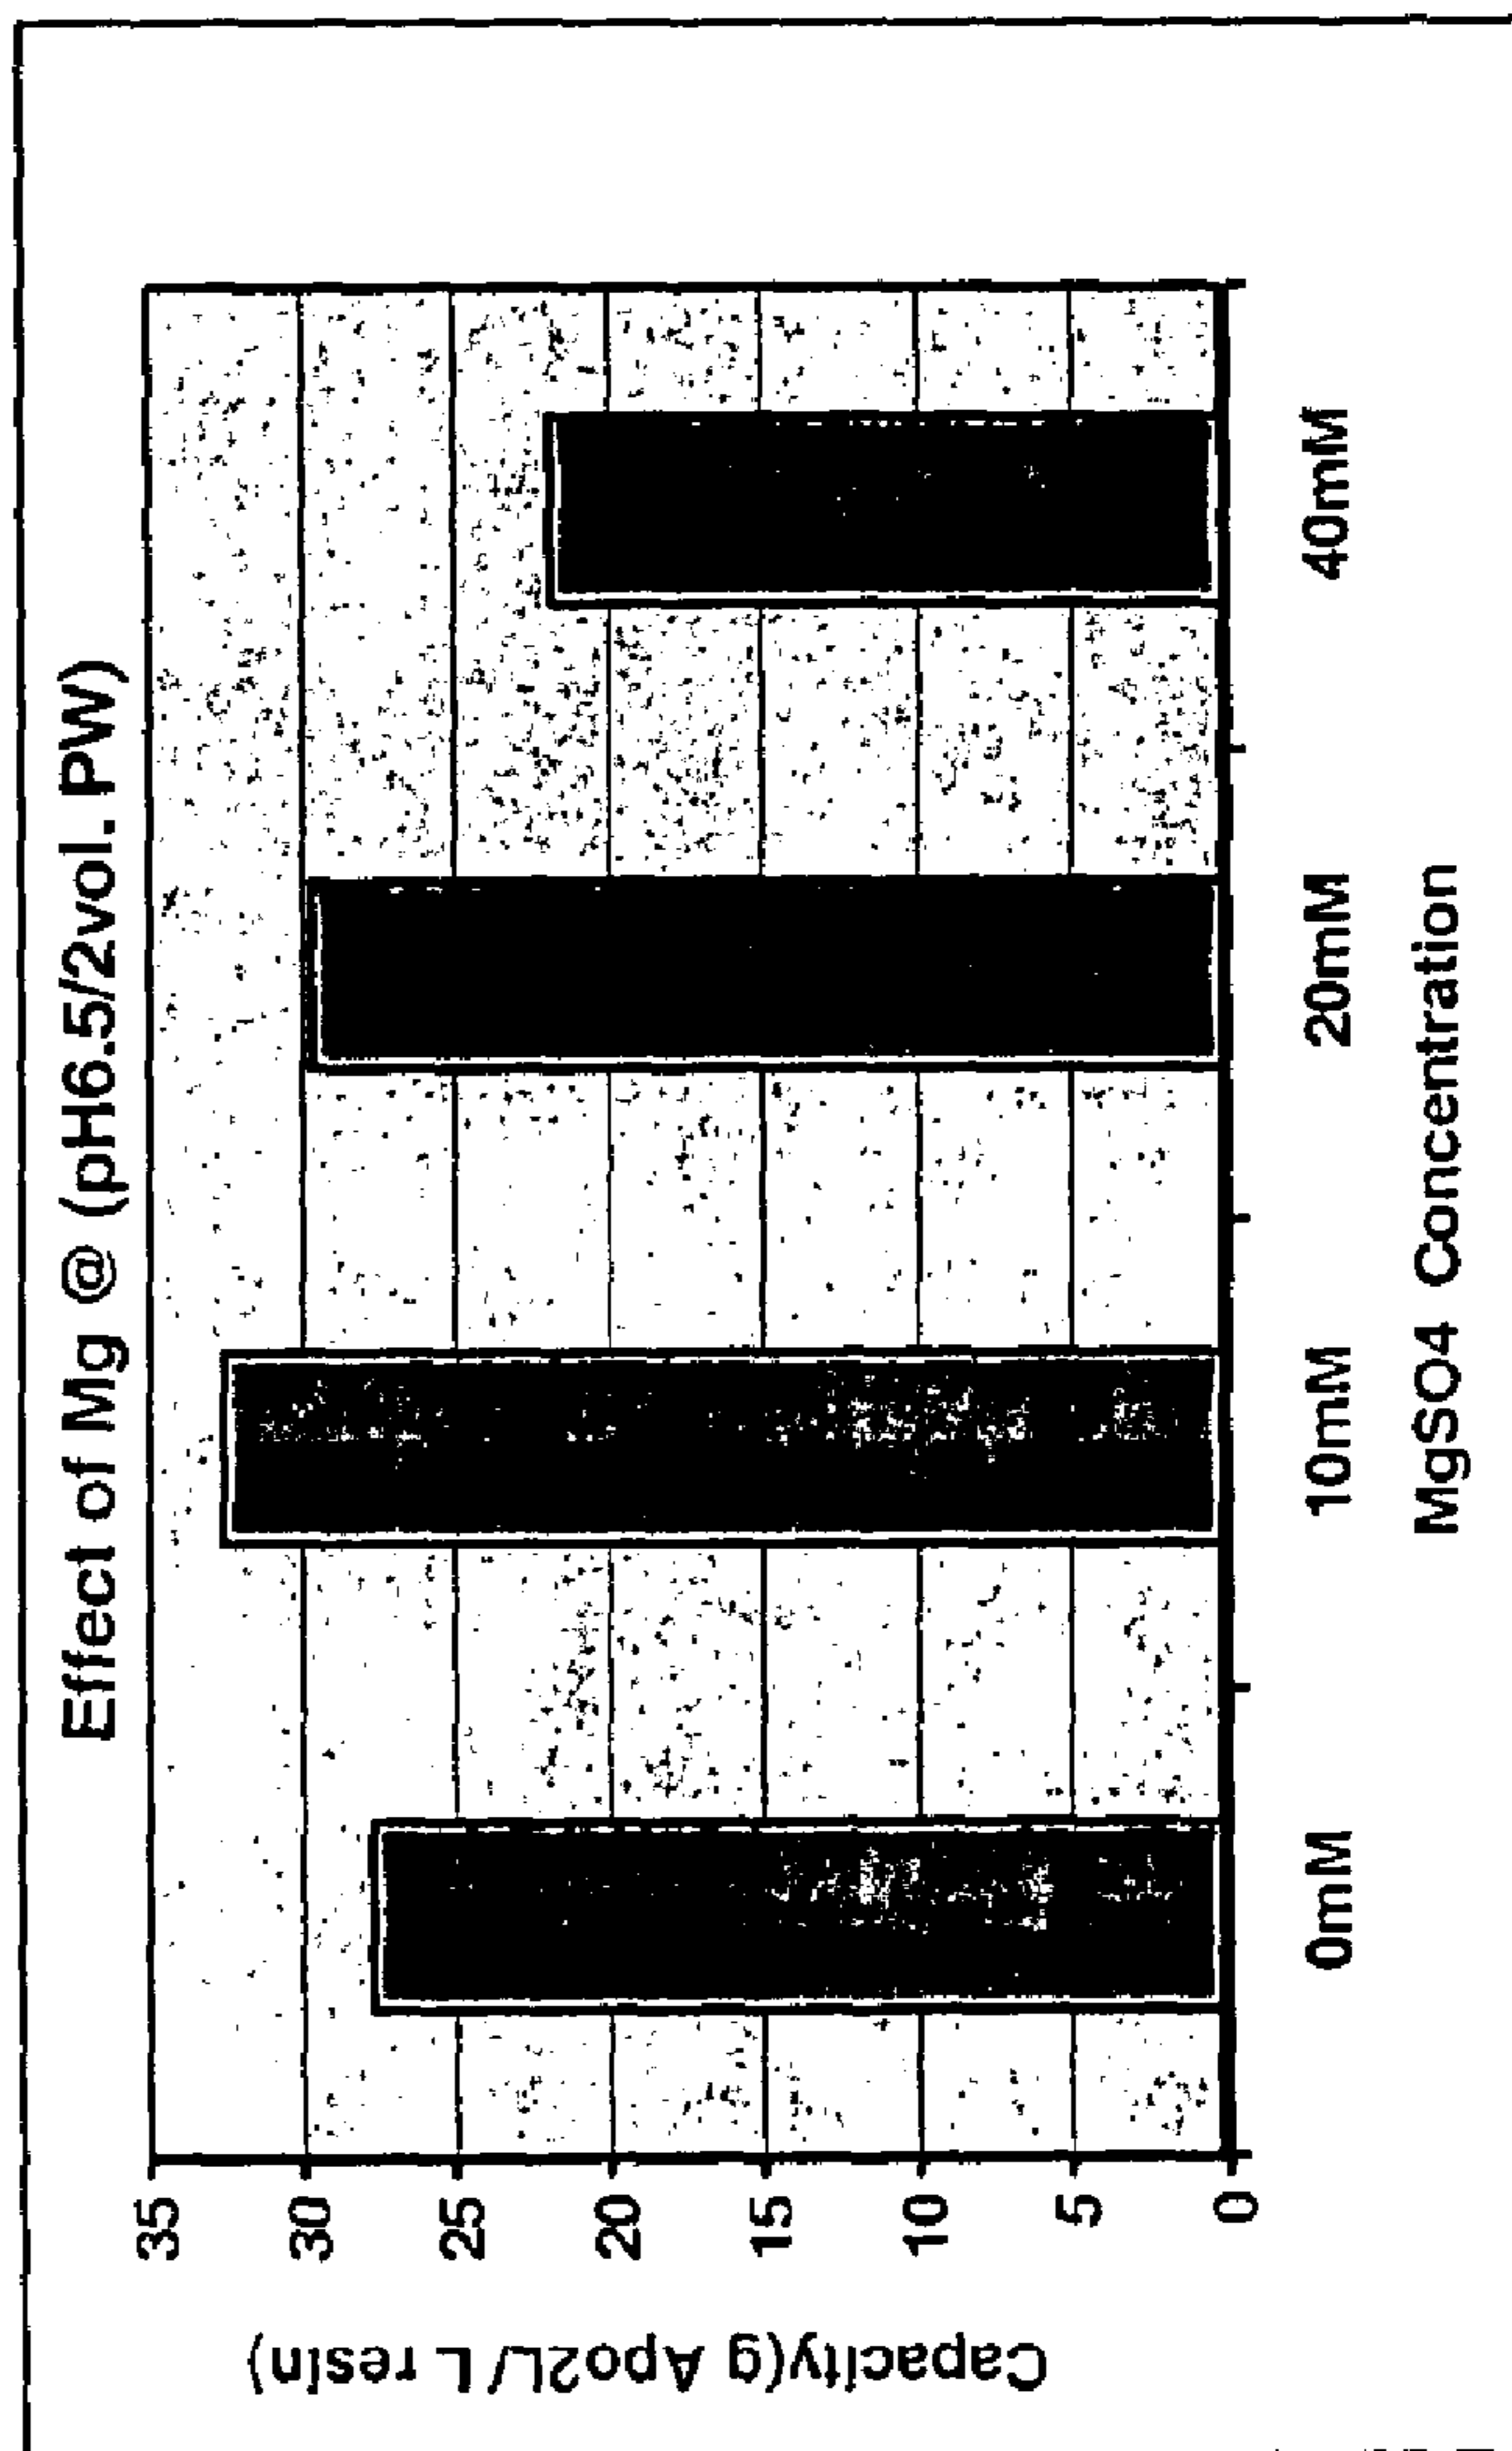 Effect of Mg @ (pH6.5/2vol. PW)
Capacity(g Apo2L/ L resin)
35
30
25
20
15
10
5
0
0mM
10mM
20mM
40mM
MgSO4 Concentration